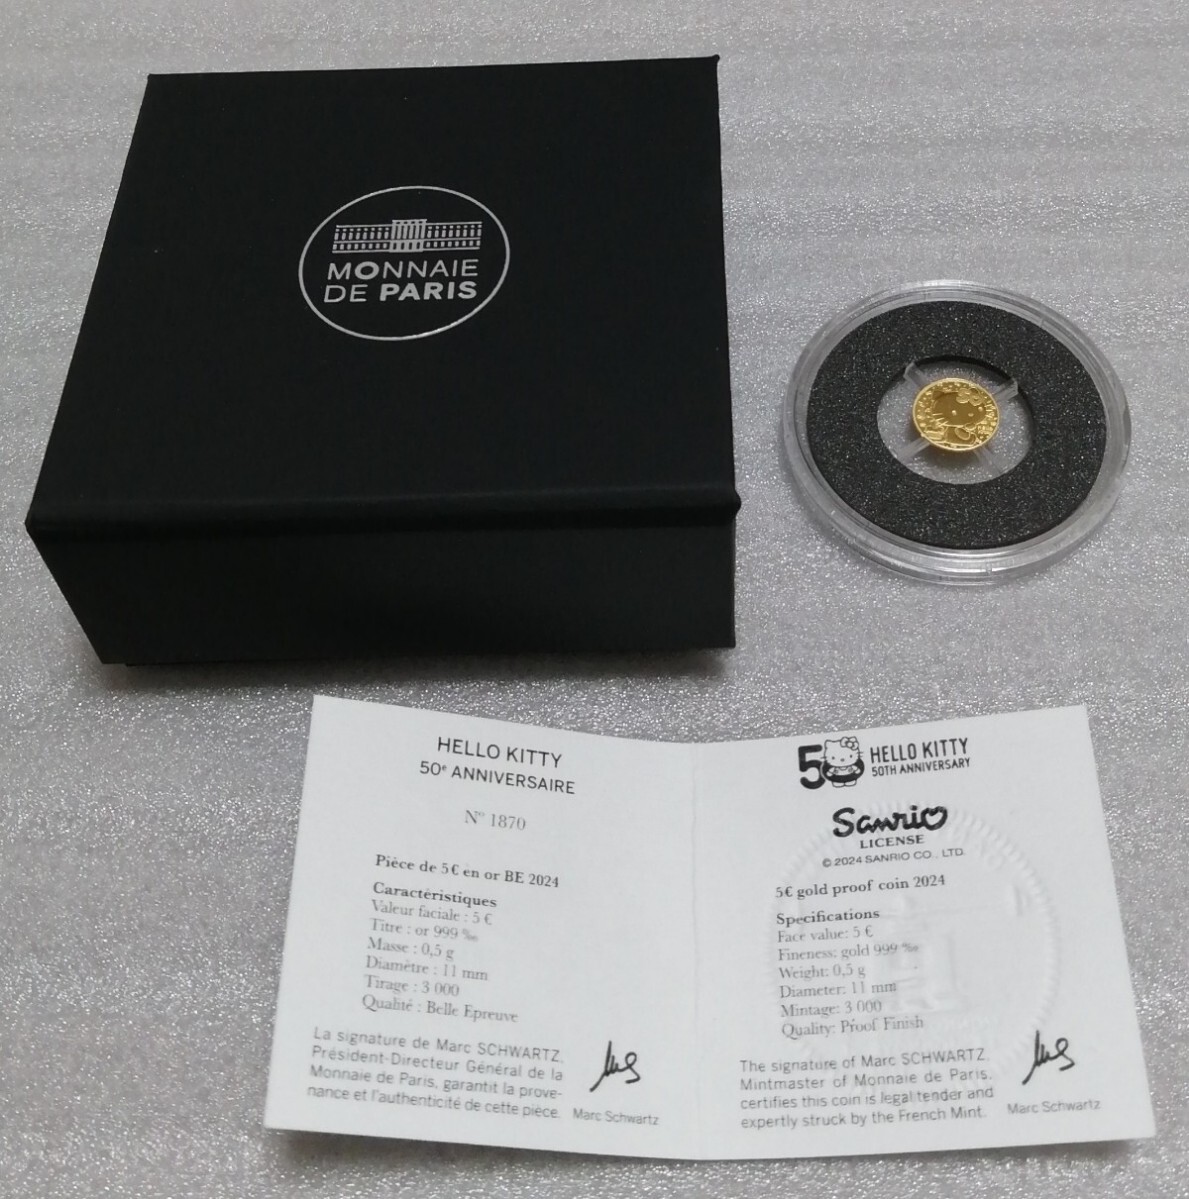 MONNAIE
DE PARIS
HELLO KITTY
50e ANNIVERSAIRE
N° 1870
Pièce de 5€ en or BE 2024
Caractéristiques
Valeur faciale : 5 €
Titre : or 999 ‰
Masse : 0,5 g
Diamètre : 11 mm
Tirage : 3 000
Qualité : Belle Epreuve
La signature de Marc SCHWARTZ,
Président-Directeur Général de la
Monnaie de Paris, garantit la prove-
nance et l'authenticité de cette pièce.
Marc Schwartz
50 HELLO KITTY
50TH ANNIVERSARY
Sanrio
LICENSE
© 2024 SANRIO CO., LTD.
5€ gold proof coin 2024
Specifications
Face value: 5 €
Fineness: gold 999 ‰
Weight: 0,5 g
Diameter: 11 mm
Mintage: 3 000
Quality: Proof Finish
The signature of Marc SCHWARTZ,
Mintmaster of Monnaie de Paris,
certifies this coin is legal tender and
expertly struck by the French Mint.
Marc Schwartz